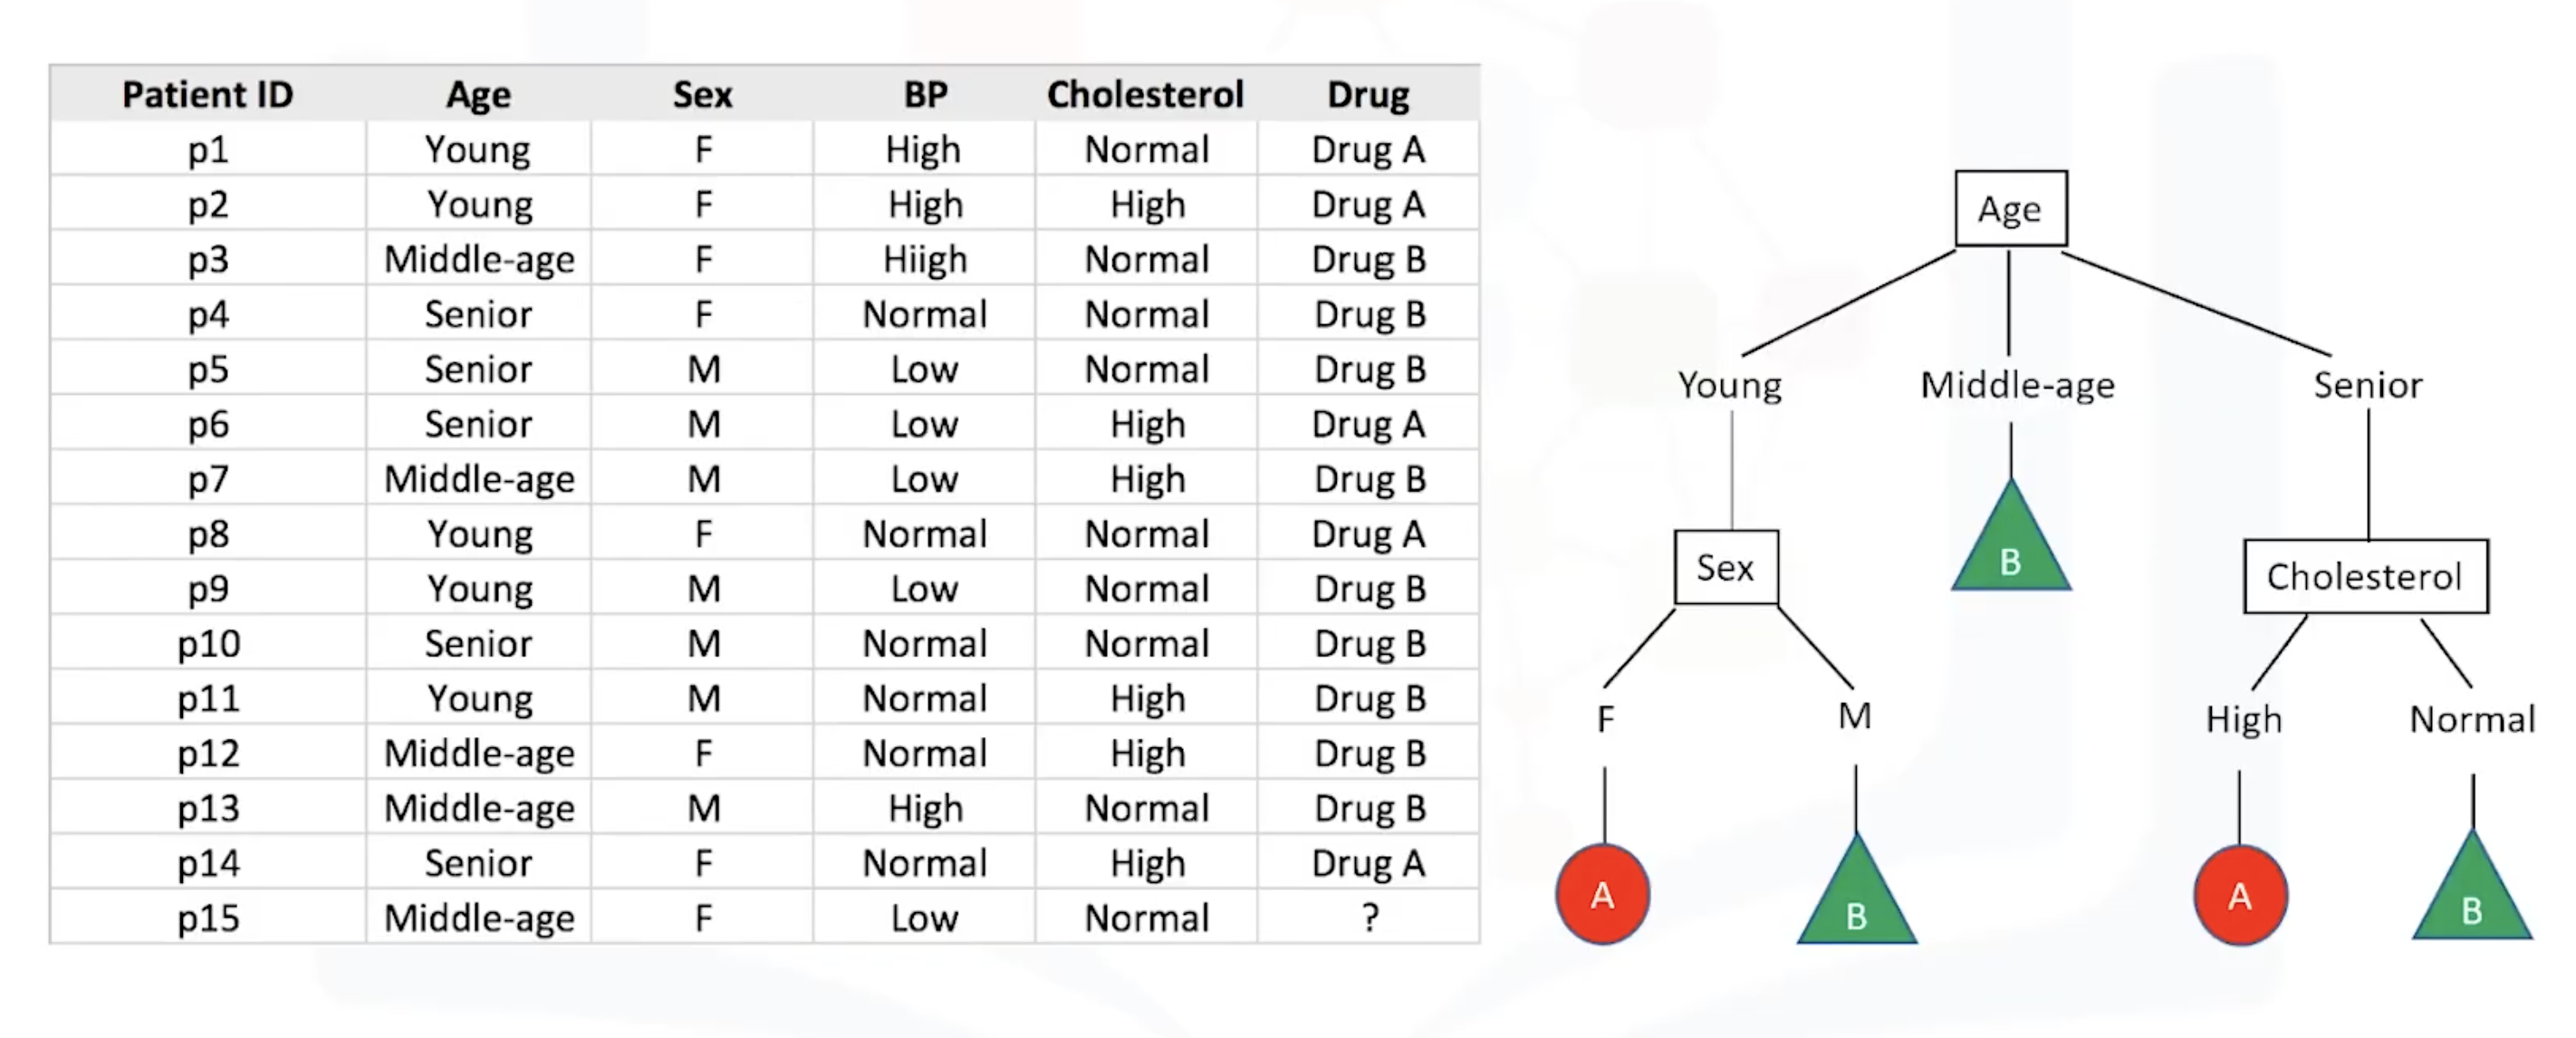 Patient ID Age Sex BP Cholesterol Drug
p1 Young F High Normal Drug A
p2 Young F High High Drug A
p3 Middle-age F Hiigh Normal Drug B
p4 Senior F Normal Normal Drug B
p5 Senior M Low Normal Drug B
p6 Senior M Low High Drug A
p7 Middle-age M Low High Drug B
p8 Young F Normal Normal Drug A
p9 Young M Low Normal Drug B
p10 Senior M Normal Normal Drug B
p11 Young M Normal High Drug B
p12 Middle-age F Normal High Drug B
p13 Middle-age M High Normal Drug B
p14 Senior F Normal High Drug A
p15 Middle-age F Low Normal ?
Age
Young Middle-age Senior
Sex B Cholesterol
F M High Normal
A B A B